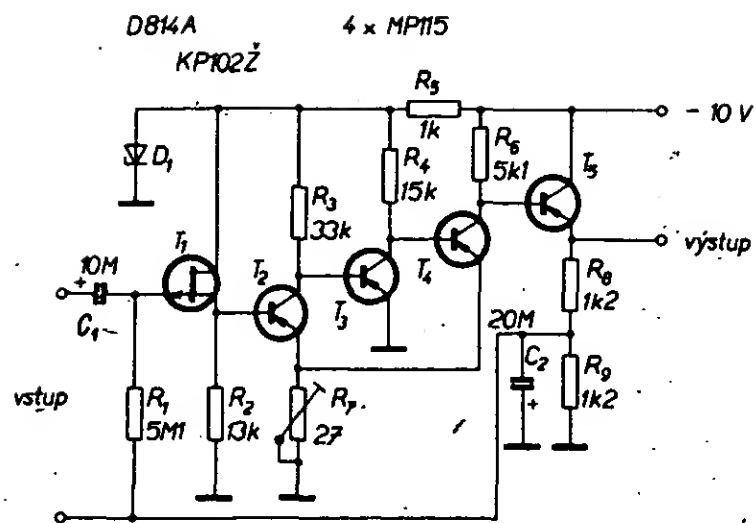 D814A 4 x MP115
KP102Ž
R5
1k
- 10 V
D1
R4
15k
R6
5k1
T5
R3
33k
T1
T2
T3
T4
výstup
10M
+
C1
R8
1k2
20M
C2
+
R9
1k2
vstup
R1
5M1
R2
13k
R7
27